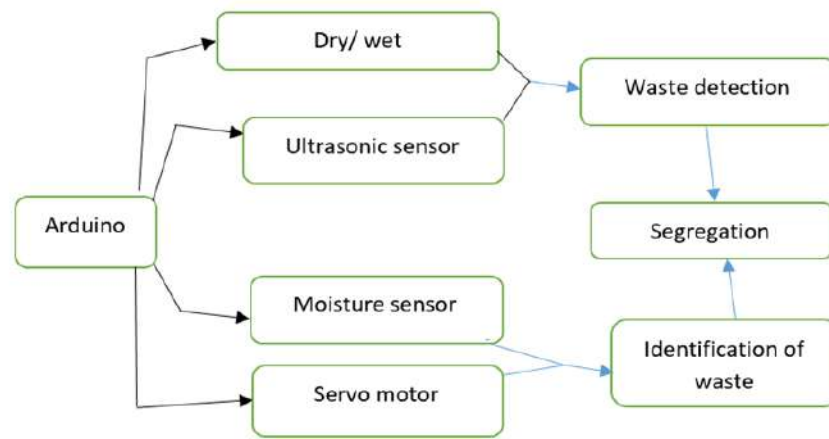 Dry/ wet
Waste detection
Ultrasonic sensor
Arduino
Segregation
Moisture sensor
Identification of
waste
Servo motor